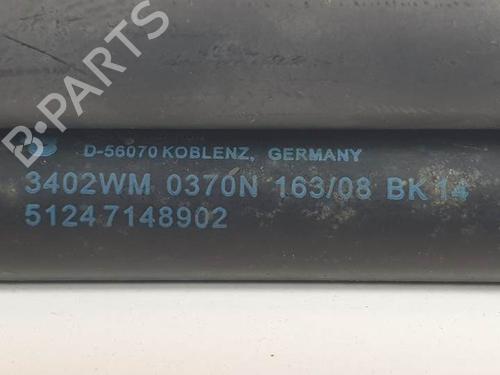 B-PARTS
D-56070 KOBLENZ, GERMANY
3402WM 0370N 163/08 BK 14
51247148902